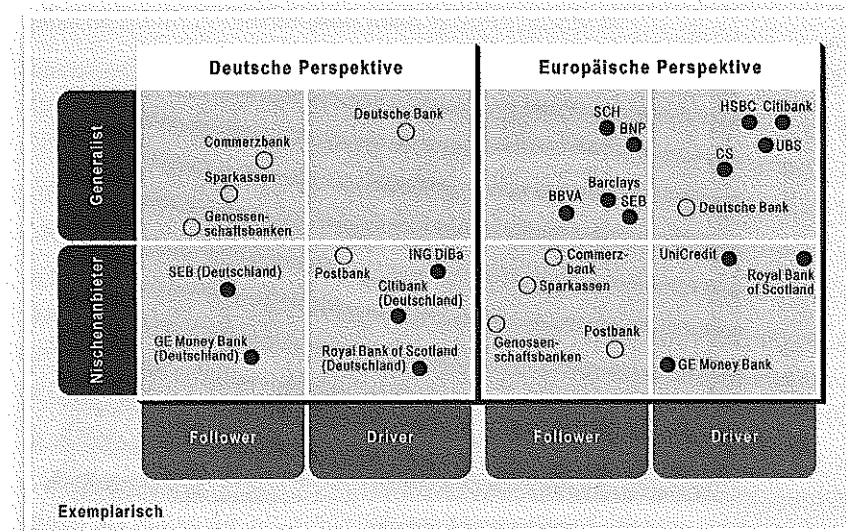 Deutsche Perspektive
Europäische Perspektive
Generalist
Commerzbank
Sparkassen
Genossen-
schaftsbanken
Deutsche Bank
SCH
BNP
Barclays
BBVA
SEB
HSBC
Citibank
UBS
CS
Deutsche Bank
Nischenanbieter
SEB (Deutschland)
GE Money Bank
(Deutschland)
Postbank
ING DiBa
Citibank
(Deutschland)
Royal Bank of Scotland
(Deutschland)
Commerz-
bank
Sparkassen
Genossen-
schaftsbanken
Postbank
UniCredit
Royal Bank
of Scotland
GE Money Bank
Follower
Driver
Follower
Driver
Exemplarisch